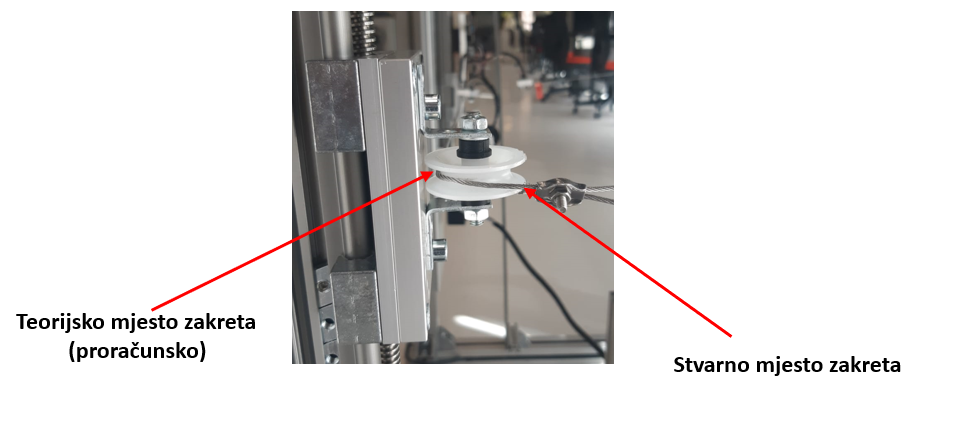 Teorijsko mjesto zakreta
(proračunsko)
Stvarno mjesto zakreta